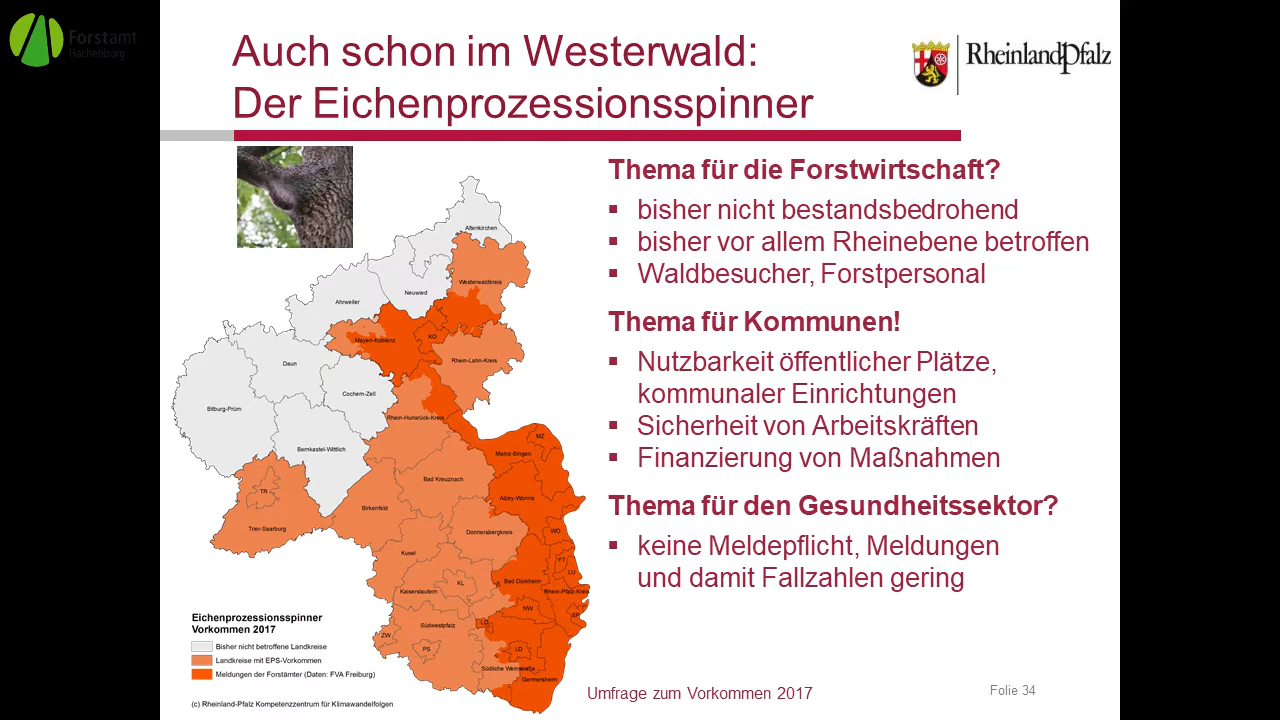 Forstamt
Hachenburg
Auch schon im Westerwald:
Der Eichenprozessionsspinner
RheinlandPfalz
Thema für die Forstwirtschaft?
▪ bisher nicht bestandsbedrohend
▪ bisher vor allem Rheinebene betroffen
▪ Waldbesucher, Forstpersonal
Thema für Kommunen!
▪ Nutzbarkeit öffentlicher Plätze,
kommunaler Einrichtungen
▪ Sicherheit von Arbeitskräften
▪ Finanzierung von Maßnahmen
Thema für den Gesundheitssektor?
▪ keine Meldepflicht, Meldungen
und damit Fallzahlen gering
Altenkirchen
Westerwaldkreis
Neuwied
Ahrweiler
KO
Mayen-Koblenz
Rhein-Lahn-Kreis
Daun
Cochem-Zell
Bitburg-Prüm
Rhein-Hunsrück-Kreis
MZ
Bernkastel-Wittlich
Mainz-Bingen
Bad Kreuznach
TR
Alzey-Worms
Birkenfeld
Trier-Saarburg
Donnersbergkreis
WO
Kusel
FT
LU
KL
Bad Dürkheim
Kaiserslautern
Rhein-Pfalz-Kreis
NW
SP
LD
Südwestpfalz
ZW
PS
LD
Südliche Weinstraße
Germersheim
Eichenprozessionsspinner
Vorkommen 2017
Bisher nicht betroffene Landkreise
Landkreise mit EPS-Vorkommen
Meldungen der Forstämter (Daten: FVA Freiburg)
(c) Rheinland-Pfalz Kompetenzzentrum für Klimawandelfolgen
Umfrage zum Vorkommen 2017
Folie 34